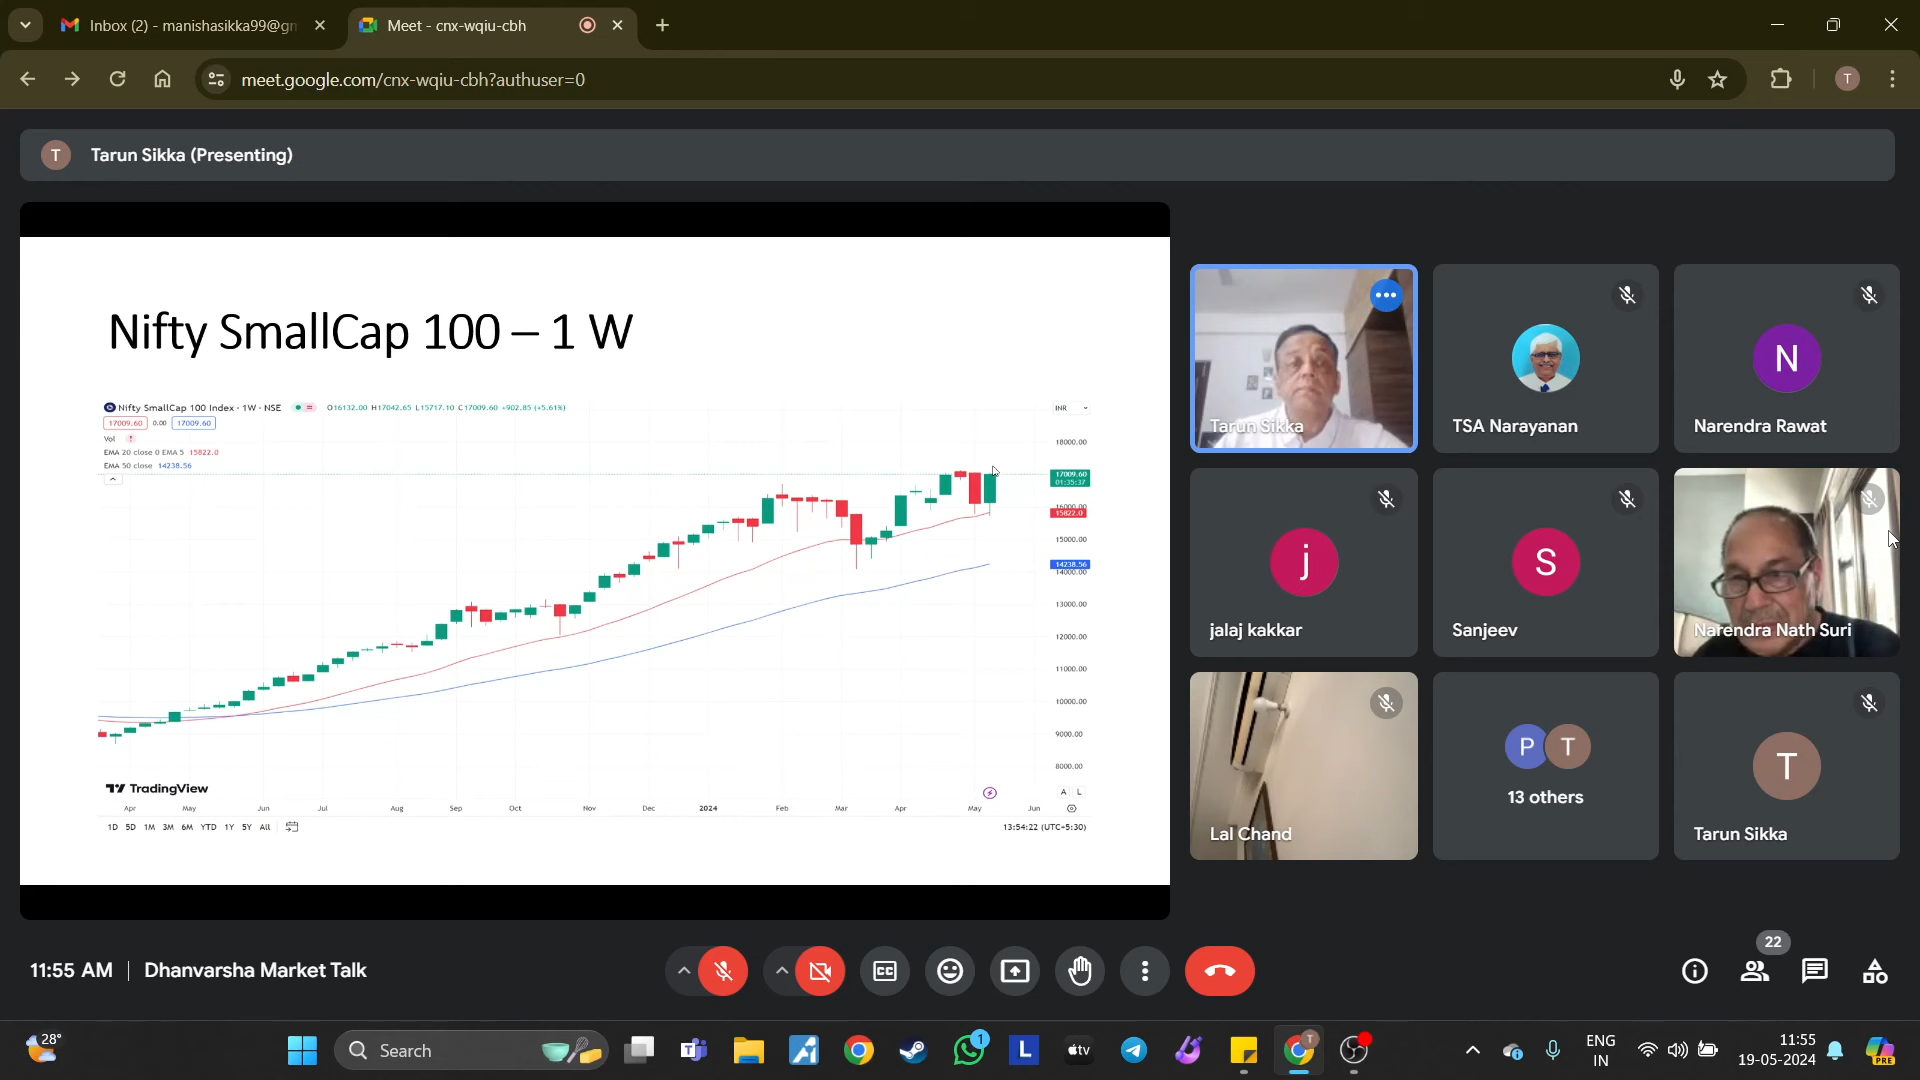 Inbox (2) - manishasikka99@gm
Meet - cnx-wqiu-cbh
meet.google.com/cnx-wqiu-cbh?authuser=0
T
T
Tarun Sikka (Presenting)
Nifty SmallCap 100 – 1 W
Nifty SmallCap 100 Index · 1W · NSE
O16132.00 H17042.65 L15717.10 C17009.60 +902.85 (+5.61%)
INR
17009.60 0.00 17009.60
Vol
EMA 20 close 0 EMA 5 15822.0
EMA 50 close 14238.56
18000.00
17009.60
01:35:37
16000.00
15822.0
15000.00
14238.56
14000.00
13000.00
12000.00
11000.00
10000.00
9000.00
8000.00
TradingView
A L
Apr May Jun Jul Aug Sep Oct Nov Dec 2024 Feb Mar Apr May Jun
1D 5D 1M 3M 6M YTD 1Y 5Y All
13:54:22 (UTC+5:30)
Tarun Sikka
TSA Narayanan
N
Narendra Rawat
j
jalaj kakkar
S
Sanjeev
Narendra Nath Suri
Lal Chand
P T
13 others
T
Tarun Sikka
11:55 AM | Dhanvarsha Market Talk
CC
22
28°
Search
1
L
tv
T
ENG
IN
11:55
19-05-2024
PRE